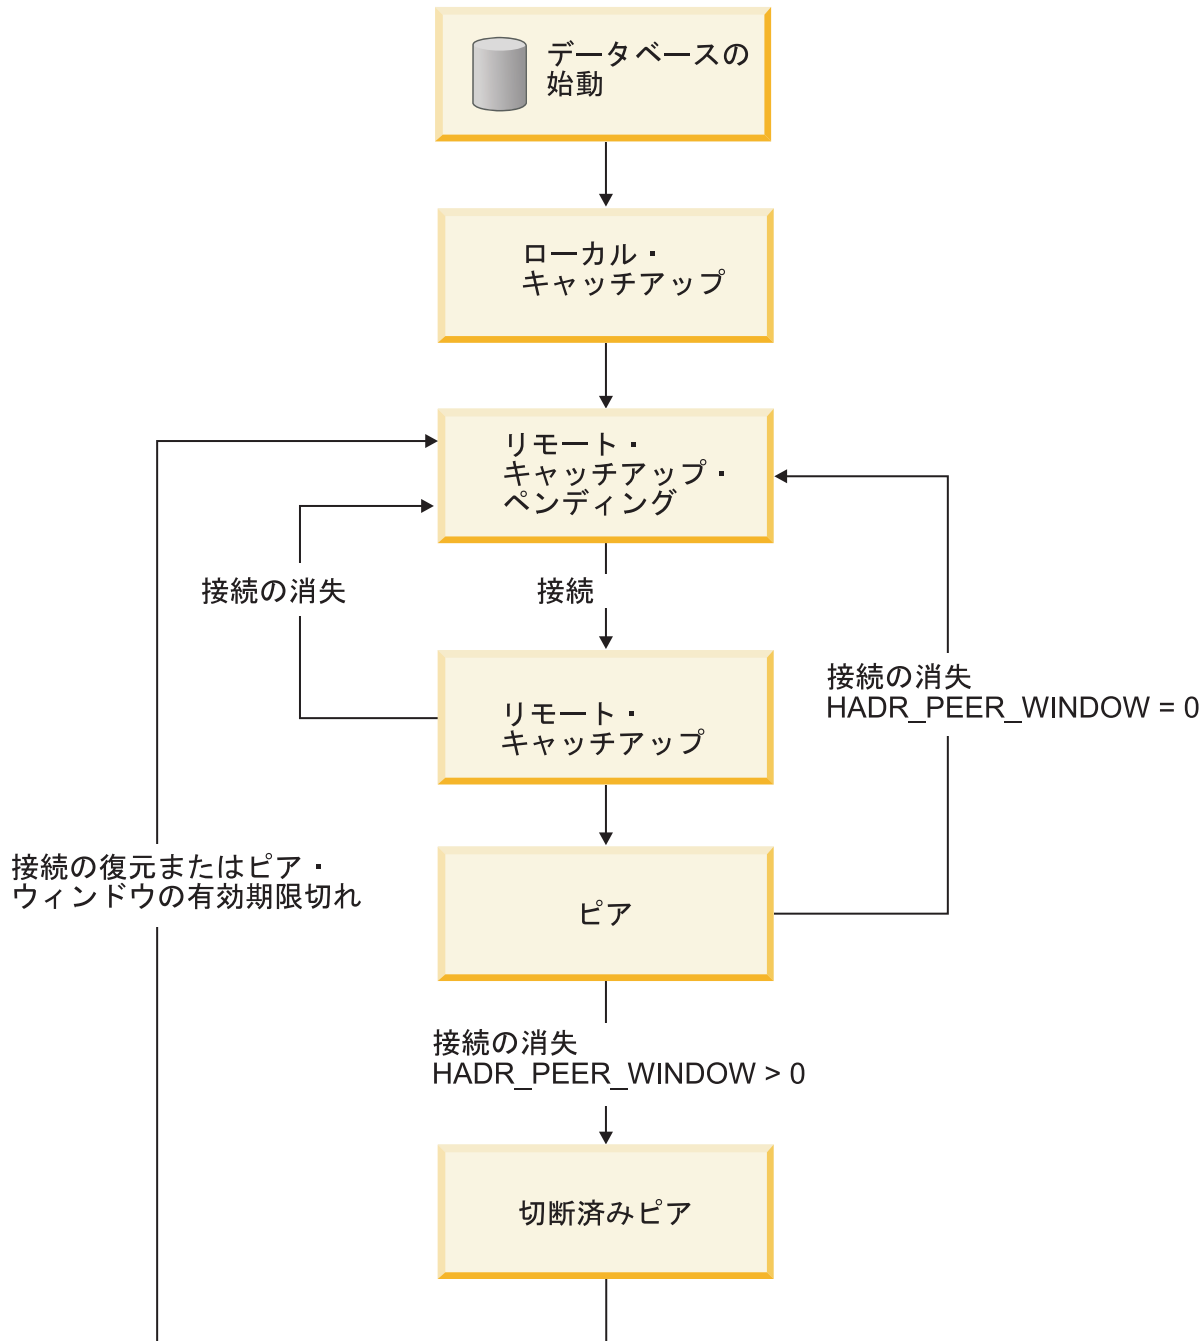 データベースの
始動
ローカル・
キャッチアップ
リモート・
キャッチアップ・
ペンディング
接続の消失
接続
接続の消失
HADR_PEER_WINDOW = 0
リモート・
キャッチアップ
接続の復元またはピア・
ウィンドウの有効期限切れ
ピア
接続の消失
HADR_PEER_WINDOW > 0
切断済みピア